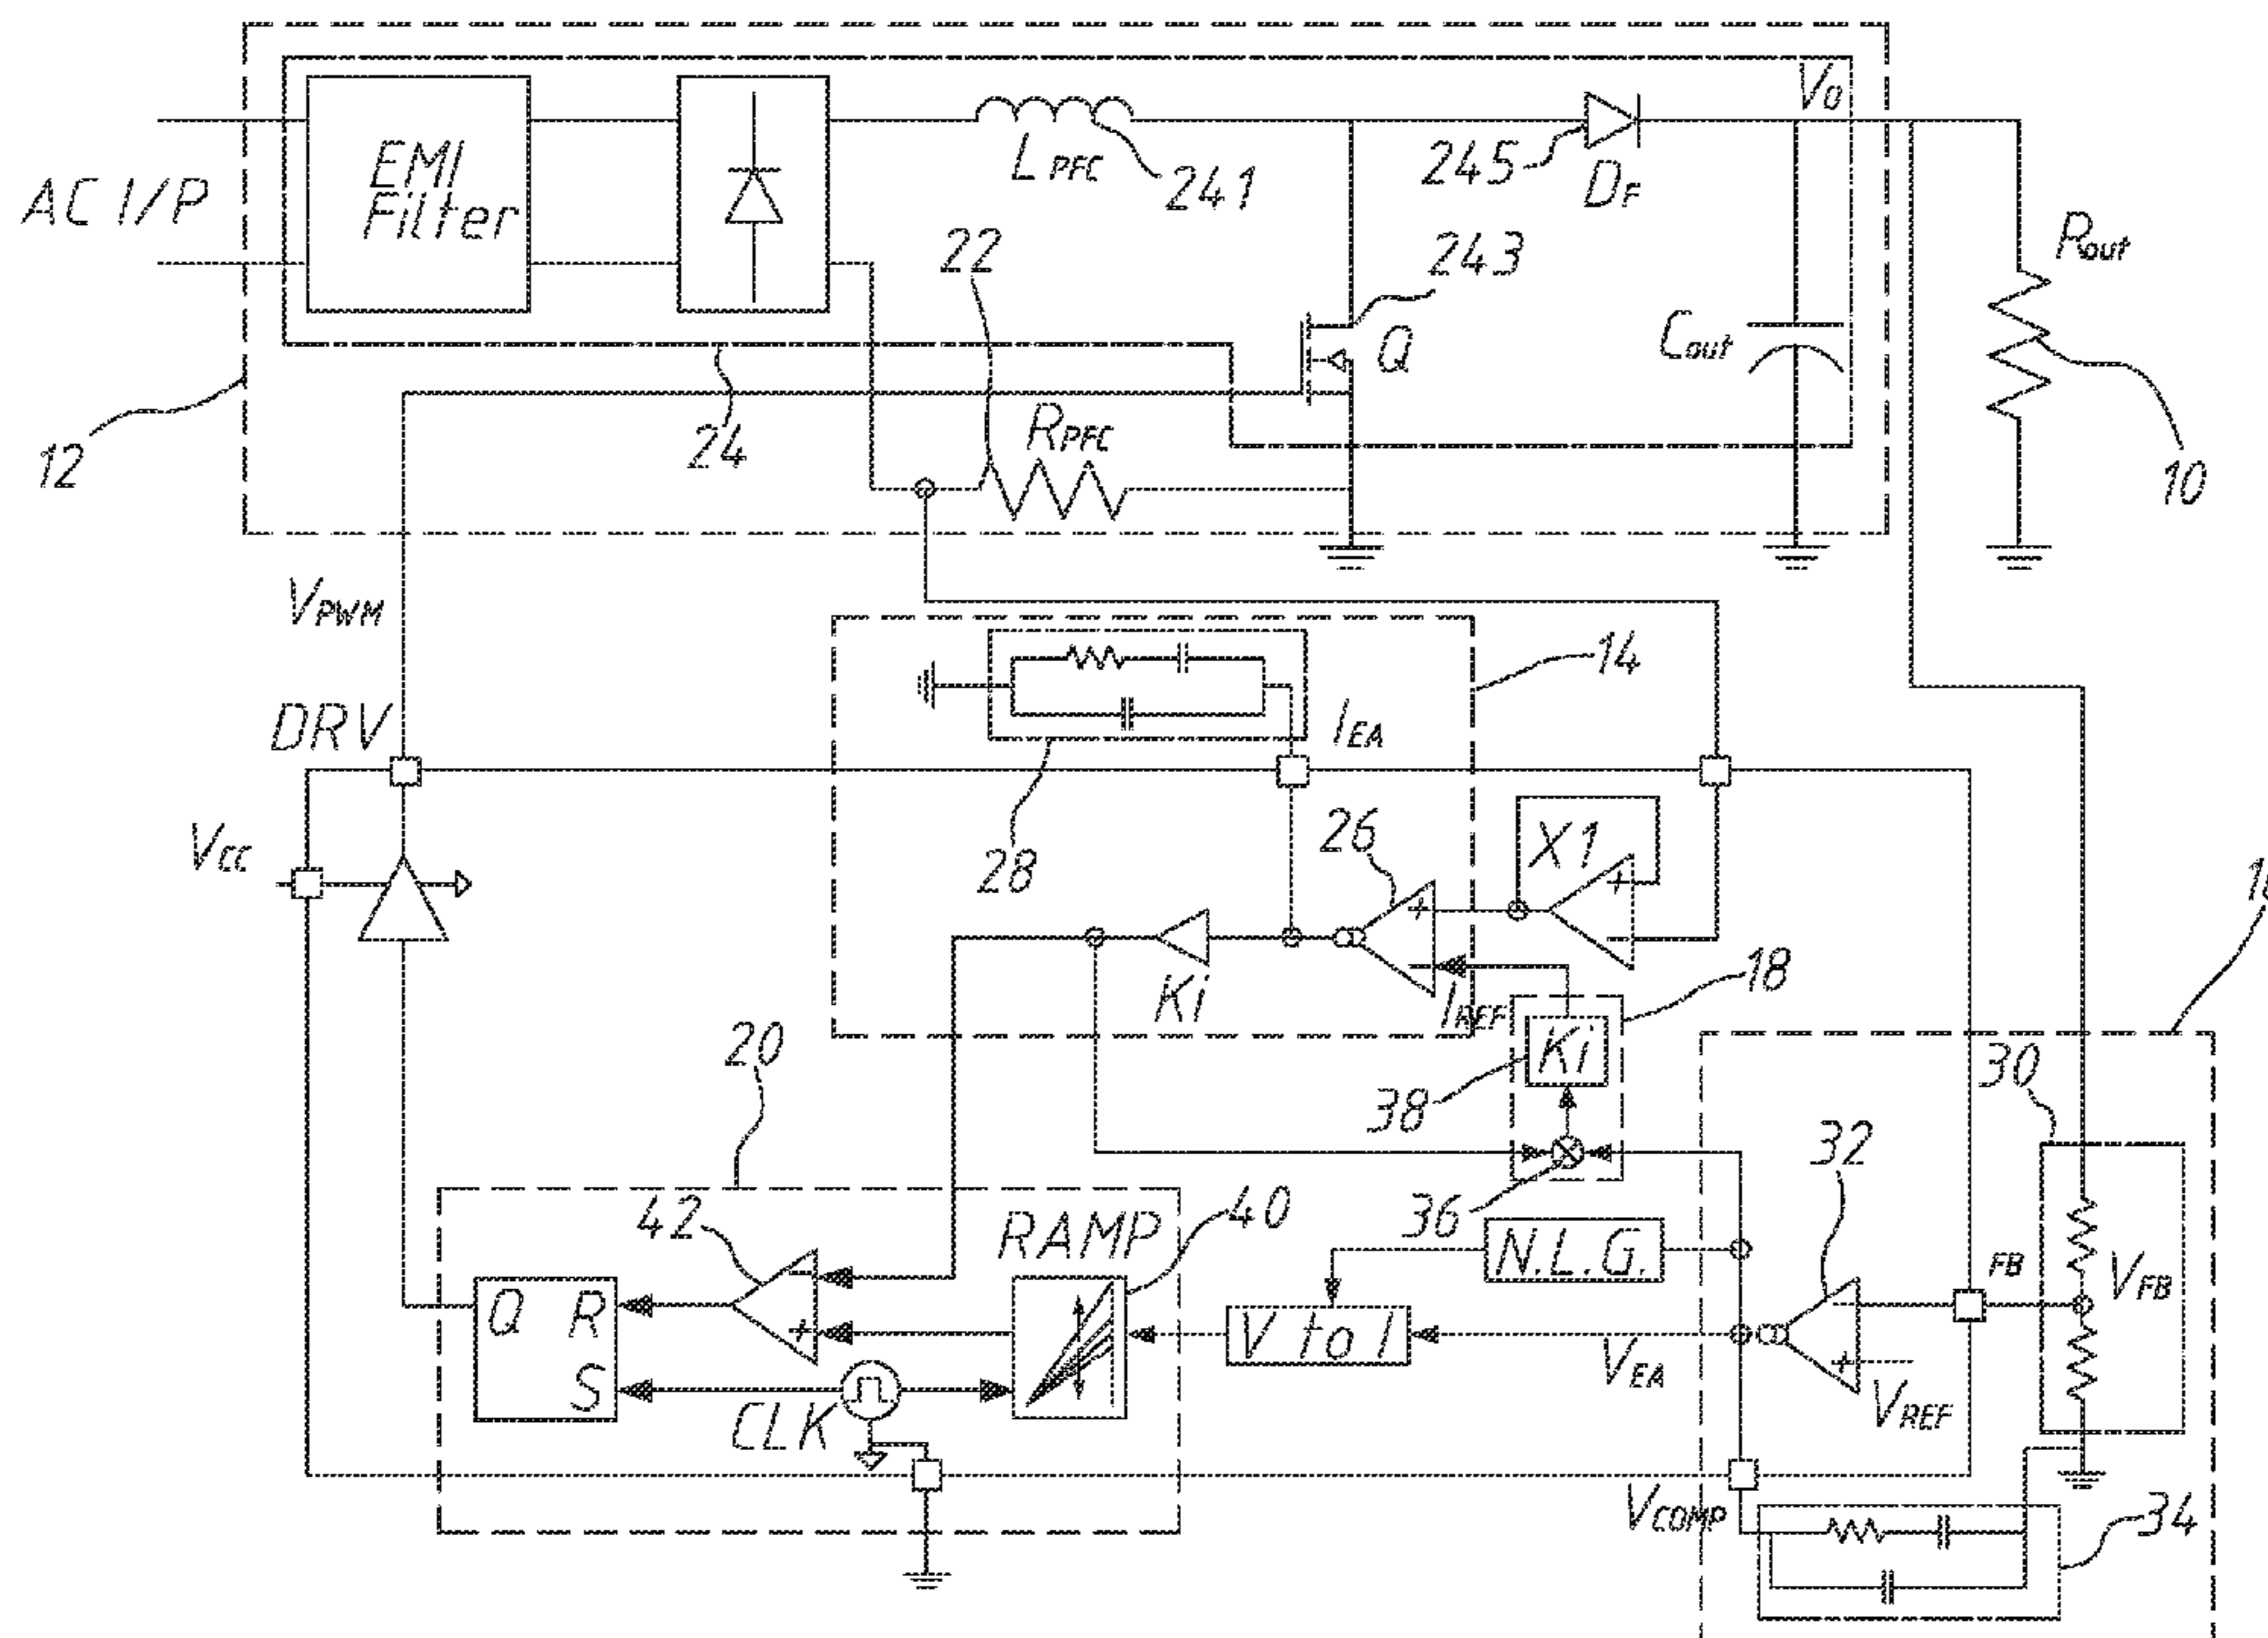 V0
EMI
Filter
AC I/P
LPFC
241
245
DF
Rout
22
243
Q
Cout
12
24
RPFC
10
VPWM
14
IEA
DRV
VCC
28
26
X1
+
+
Ki
IREF
18
20
Ki
30
38
32
42
RAMP
40
36
N.L.G.
FB
VFB
Q
R
S
+
V to I
VEA
+
VREF
CLK
VCOMP
34